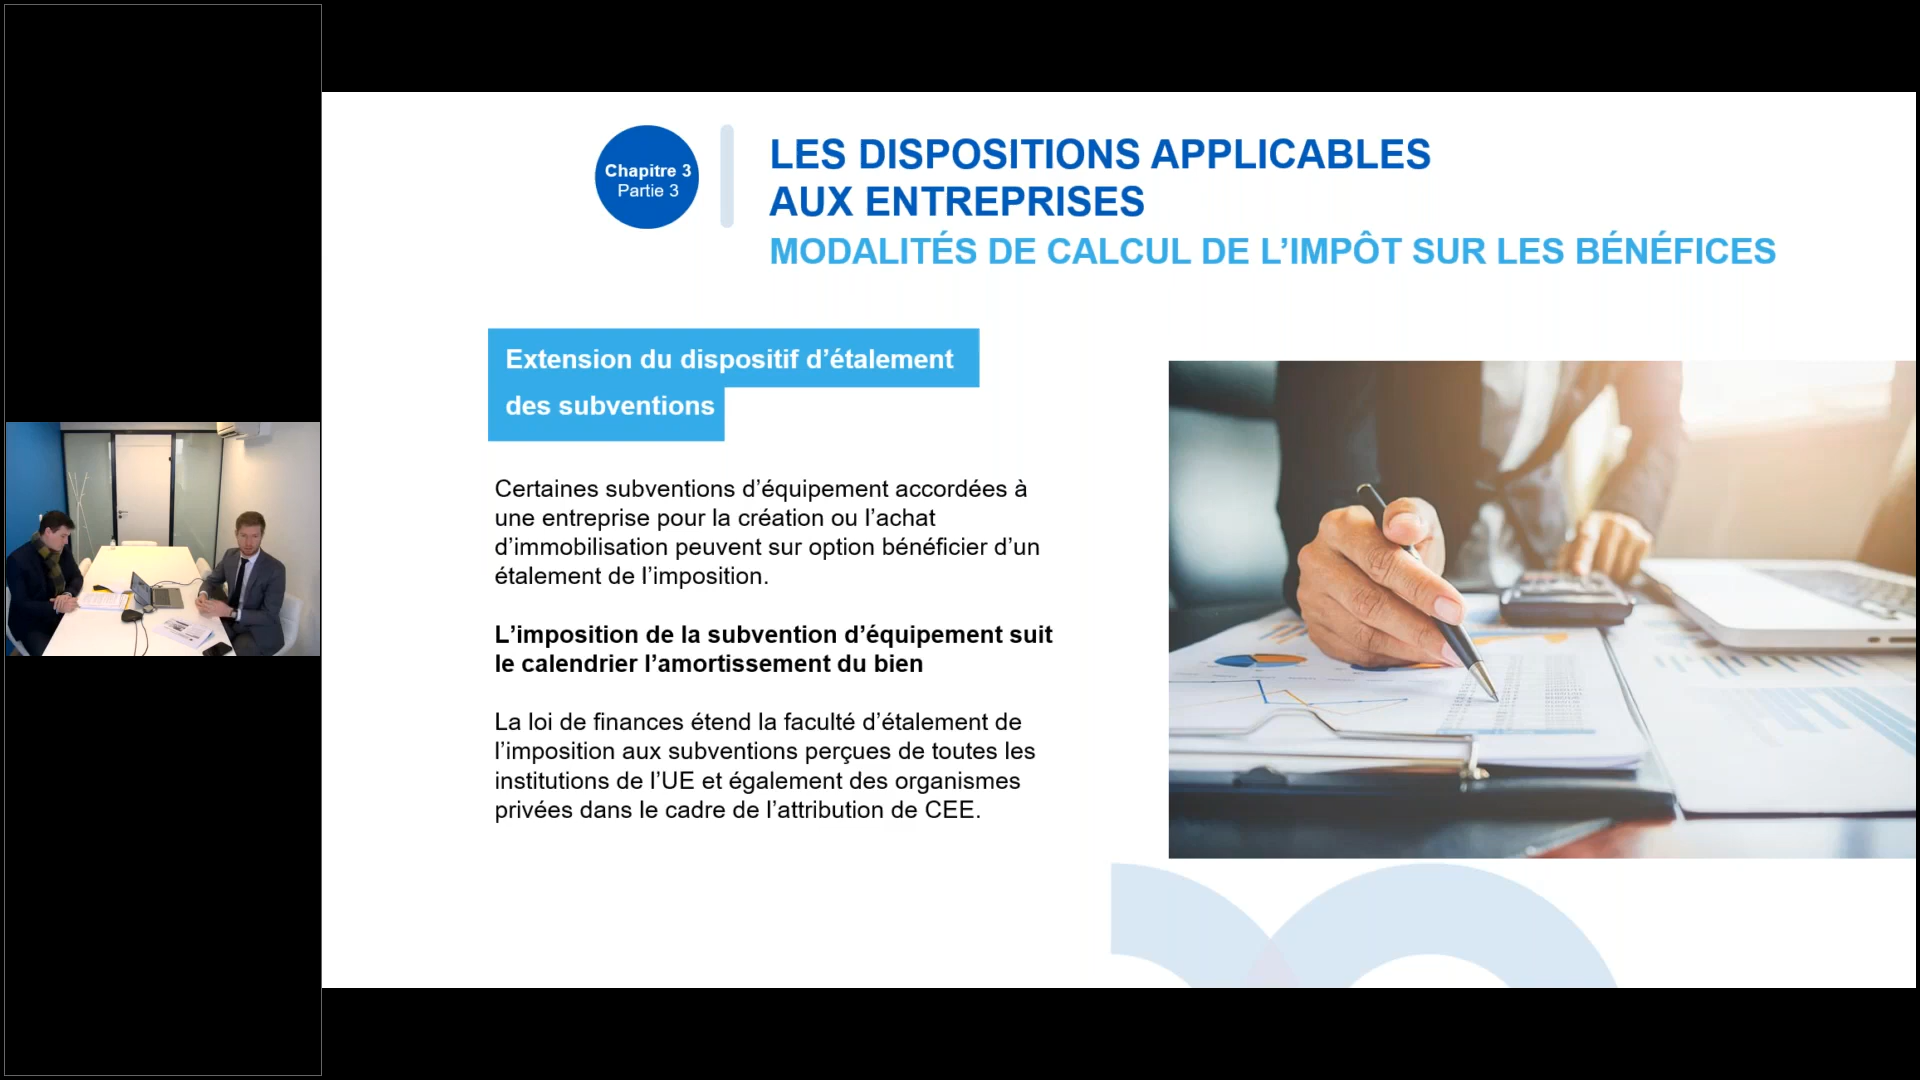 Chapitre 3
Partie 3
LES DISPOSITIONS APPLICABLES
AUX ENTREPRISES
MODALITÉS DE CALCUL DE L’IMPÔT SUR LES BÉNÉFICES
Extension du dispositif d’étalement
des subventions
Certaines subventions d’équipement accordées à
une entreprise pour la création ou l’achat
d’immobilisation peuvent sur option bénéficier d’un
étalement de l’imposition.
L’imposition de la subvention d’équipement suit
le calendrier l’amortissement du bien
La loi de finances étend la faculté d’étalement de
l’imposition aux subventions perçues de toutes les
institutions de l’UE et également des organismes
privées dans le cadre de l’attribution de CEE.